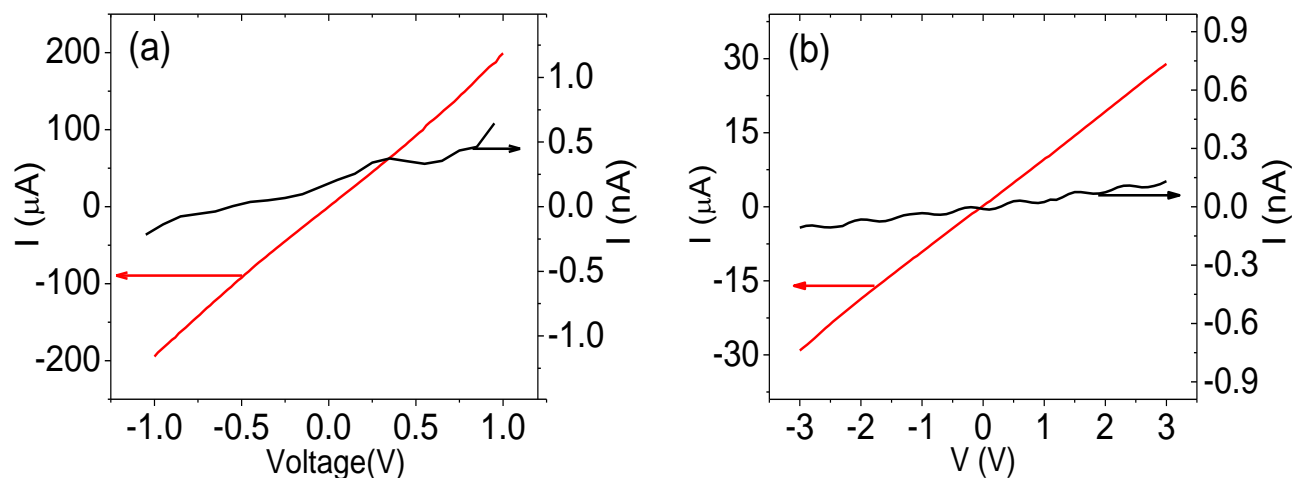 (a)
I (μA)
200
100
0
-100
-200
-1.0 -0.5 0.0 0.5 1.0
Voltage(V)
1.0
0.5
0.0
-0.5
-1.0
I (nA)
(b)
I (μA)
30
15
0
-15
-30
-3 -2 -1 0 1 2 3
V (V)
0.9
0.6
0.3
0.0
-0.3
-0.6
-0.9
I (nA)